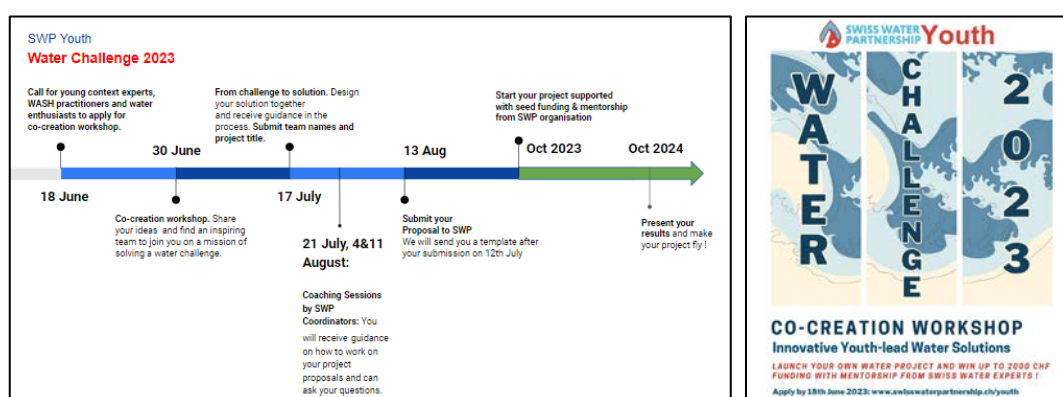 SWP Youth
Water Challenge 2023
Call for young context experts,
WASH practitioners and water
enthusiasts to apply for
co-creation workshop.
18 June
30 June
Co-creation workshop. Share
your ideas and find an inspiring
team to join you on a mission of
solving a water challenge.
From challenge to solution. Design
your solution together
and receive guidance in the
process. Submit team names and
project title.
17 July
21 July, 4&11
August:
Coaching Sessions
by SWP
Coordinators: You
will receive guidance
on how to work on
your project
proposals and can
ask your questions.
13 Aug
Submit your
Proposal to SWP
We will send you a template after
your submission on 12th July
Start your project supported
with seed funding & mentorship
from SWP organisation
Oct 2023
Oct 2024
Present your
results and make
your project fly !
SWISS WATER
PARTNERSHIP Youth
WATER
CHALLENGE
2023
CO-CREATION WORKSHOP
Innovative Youth-lead Water Solutions
LAUNCH YOUR OWN WATER PROJECT AND WIN UP TO 2000 CHF
FUNDING WITH MENTORSHIP FROM SWISS WATER EXPERTS !
Apply by 18th June 2023: www.swisswaterpartnership.ch/youth